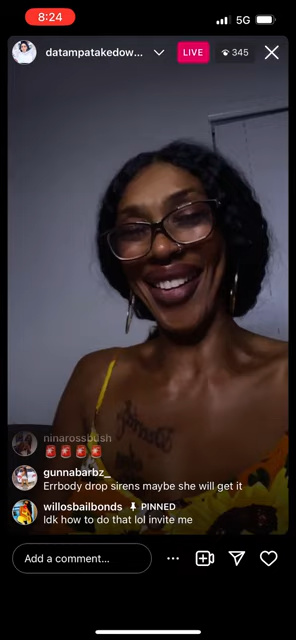 8:24
5G
datampatakedow...
LIVE
345
ninarossbush
gunnabarbz_
Errbody drop sirens maybe she will get it
willosbailbonds PINNED
Idk how to do that lol invite me
Add a comment...